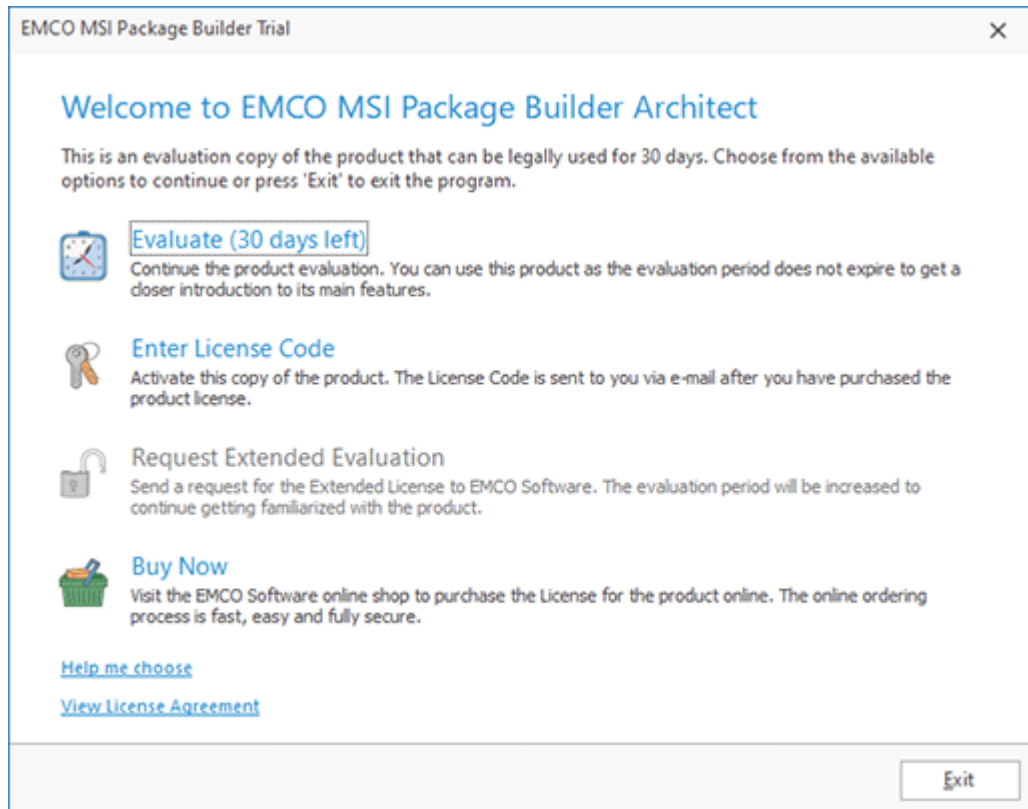 EMCO MSI Package Builder Trial
Welcome to EMCO MSI Package Builder Architect
This is an evaluation copy of the product that can be legally used for 30 days. Choose from the available
options to continue or press 'Exit' to exit the program.
Evaluate (30 days left)
Continue the product evaluation. You can use this product as the evaluation period does not expire to get a
closer introduction to its main features.
Enter License Code
Activate this copy of the product. The License Code is sent to you via e-mail after you have purchased the
product license.
Request Extended Evaluation
Send a request for the Extended License to EMCO Software. The evaluation period will be increased to
continue getting familiarized with the product.
Buy Now
Visit the EMCO Software online shop to purchase the License for the product online. The online ordering
process is fast, easy and fully secure.
Help me choose
View License Agreement
Exit